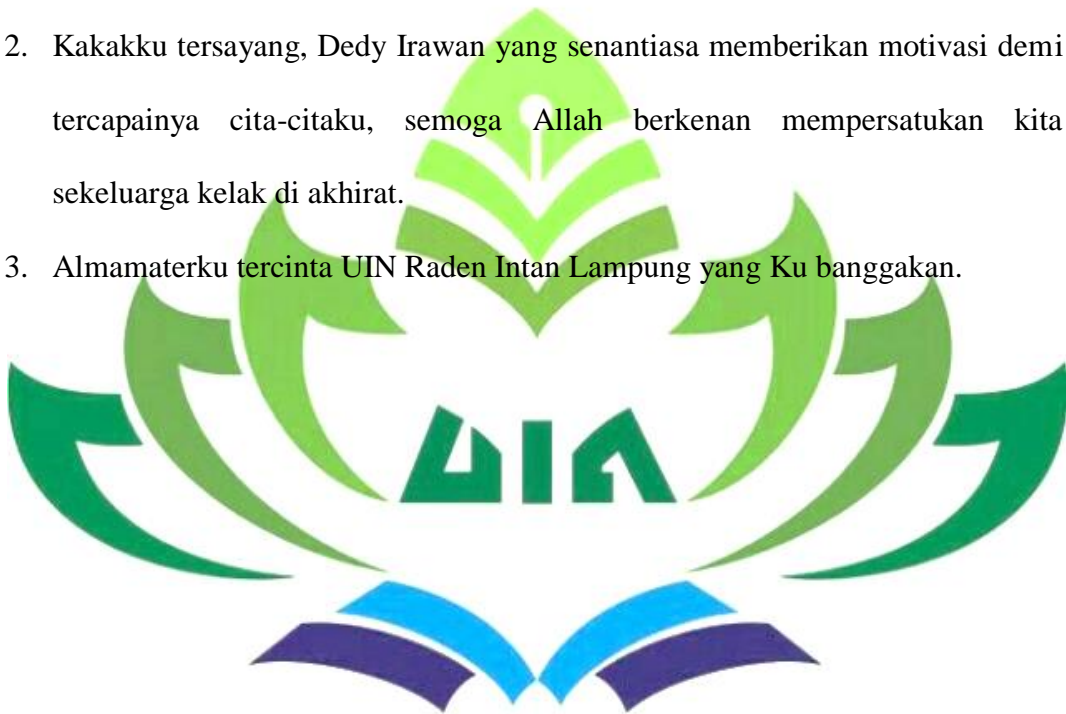 2. Kakakku tersayang, Dedy Irawan yang senantiasa memberikan motivasi demi
tercapainya cita-citaku, semoga Allah berkenan mempersatukan kita
sekeluarga kelak di akhirat.
3. Almamaterku tercinta UIN Raden Intan Lampung yang Ku banggakan.
UIN